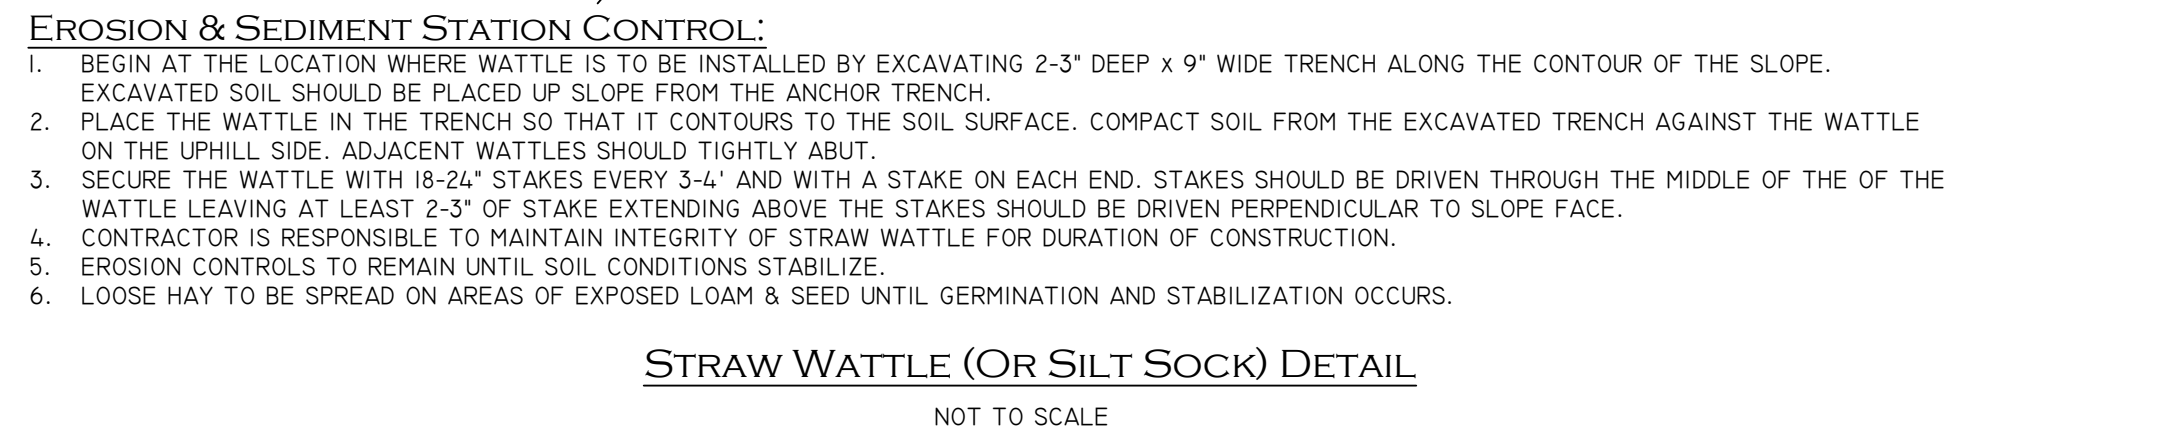 EROSION & SEDIMENT STATION CONTROL:
1. BEGIN AT THE LOCATION WHERE WATTLE IS TO BE INSTALLED BY EXCAVATING 2-3" DEEP x 9" WIDE TRENCH ALONG THE CONTOUR OF THE SLOPE.
EXCAVATED SOIL SHOULD BE PLACED UP SLOPE FROM THE ANCHOR TRENCH.
2. PLACE THE WATTLE IN THE TRENCH SO THAT IT CONTOURS TO THE SOIL SURFACE. COMPACT SOIL FROM THE EXCAVATED TRENCH AGAINST THE WATTLE
ON THE UPHILL SIDE. ADJACENT WATTLES SHOULD TIGHTLY ABUT.
3. SECURE THE WATTLE WITH 18-24" STAKES EVERY 3-4' AND WITH A STAKE ON EACH END. STAKES SHOULD BE DRIVEN THROUGH THE MIDDLE OF THE OF THE
WATTLE LEAVING AT LEAST 2-3" OF STAKE EXTENDING ABOVE THE STAKES SHOULD BE DRIVEN PERPENDICULAR TO SLOPE FACE.
4. CONTRACTOR IS RESPONSIBLE TO MAINTAIN INTEGRITY OF STRAW WATTLE FOR DURATION OF CONSTRUCTION.
5. EROSION CONTROLS TO REMAIN UNTIL SOIL CONDITIONS STABILIZE.
6. LOOSE HAY TO BE SPREAD ON AREAS OF EXPOSED LOAM & SEED UNTIL GERMINATION AND STABILIZATION OCCURS.
STRAW WATTLE (OR SILT SOCK) DETAIL
NOT TO SCALE